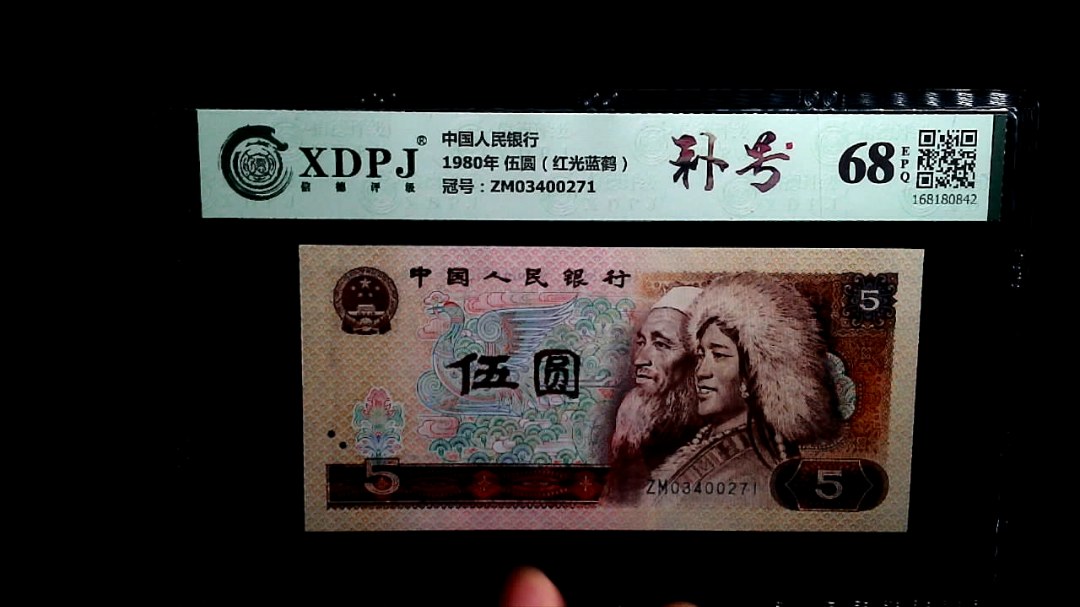 XDPJ®
信德评级
中国人民银行
1980年 伍圆（红光蓝鹤）
冠号：ZM03400271
补号
68
EPQ
168180842
中国人民银行
5
伍圆
5
ZM03400271
5